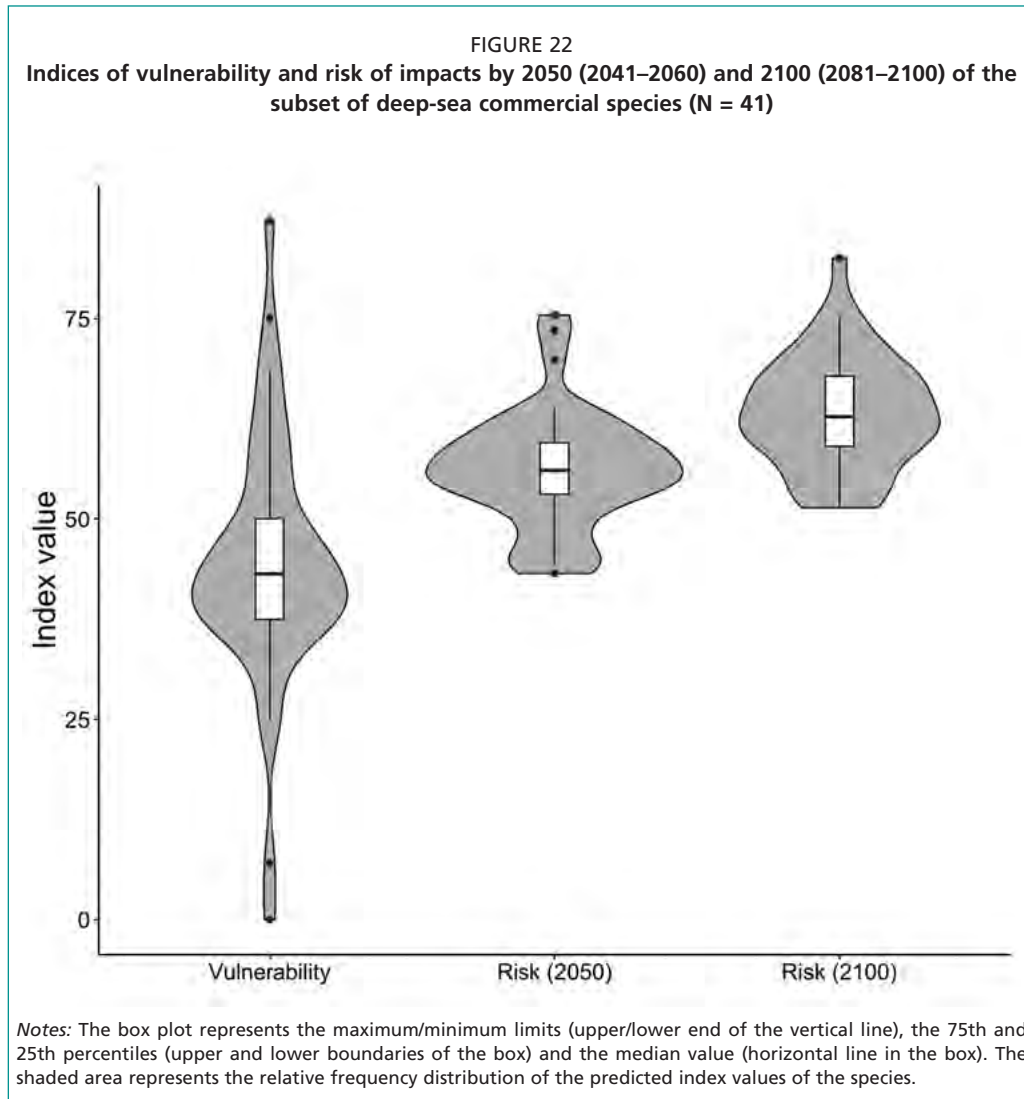 FIGURE 22
Indices of vulnerability and risk of impacts by 2050 (2041–2060) and 2100 (2081–2100) of the
subset of deep-sea commercial species (N = 41)
Index value
75
50
25
0
Vulnerability
Risk (2050)
Risk (2100)
Notes: The box plot represents the maximum/minimum limits (upper/lower end of the vertical line), the 75th and
25th percentiles (upper and lower boundaries of the box) and the median value (horizontal line in the box). The
shaded area represents the relative frequency distribution of the predicted index values of the species.